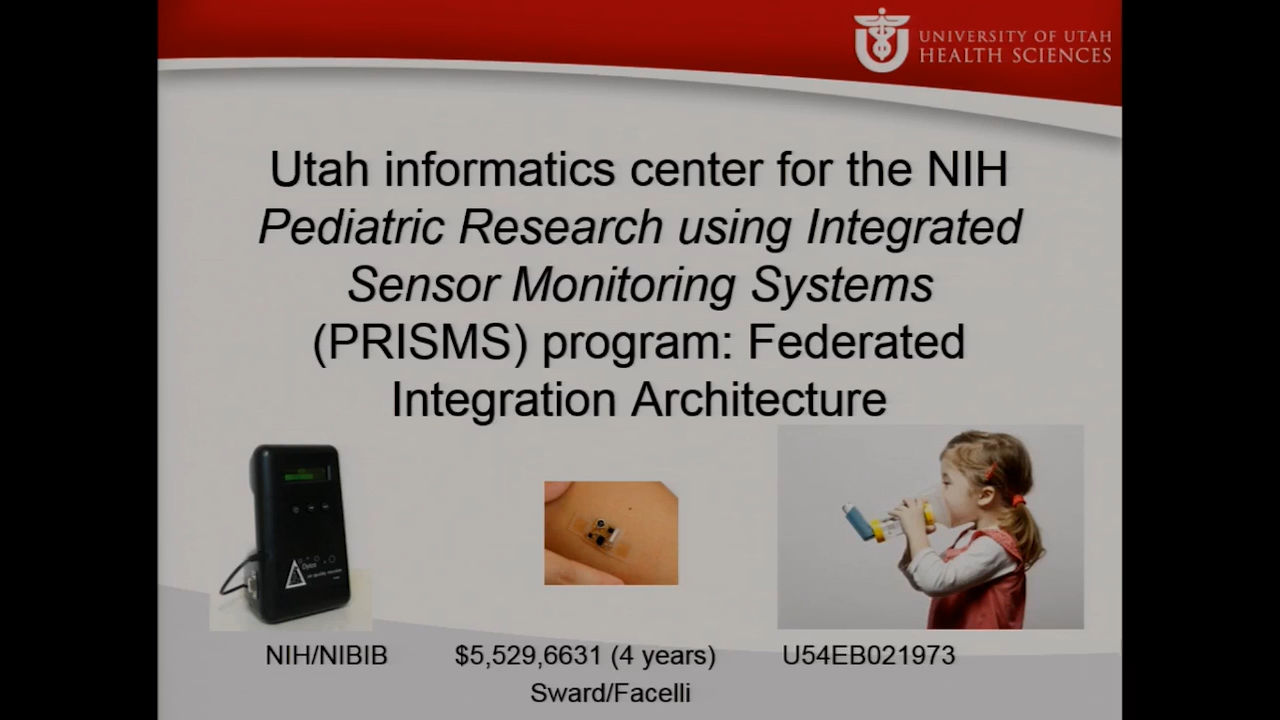 UNIVERSITY OF UTAH
HEALTH SCIENCES
Utah informatics center for the NIH
Pediatric Research using Integrated
Sensor Monitoring Systems
(PRISMS) program: Federated
Integration Architecture
Dylos
NIH/NIBIB
$5,529,6631 (4 years)
U54EB021973
Sward/Facelli